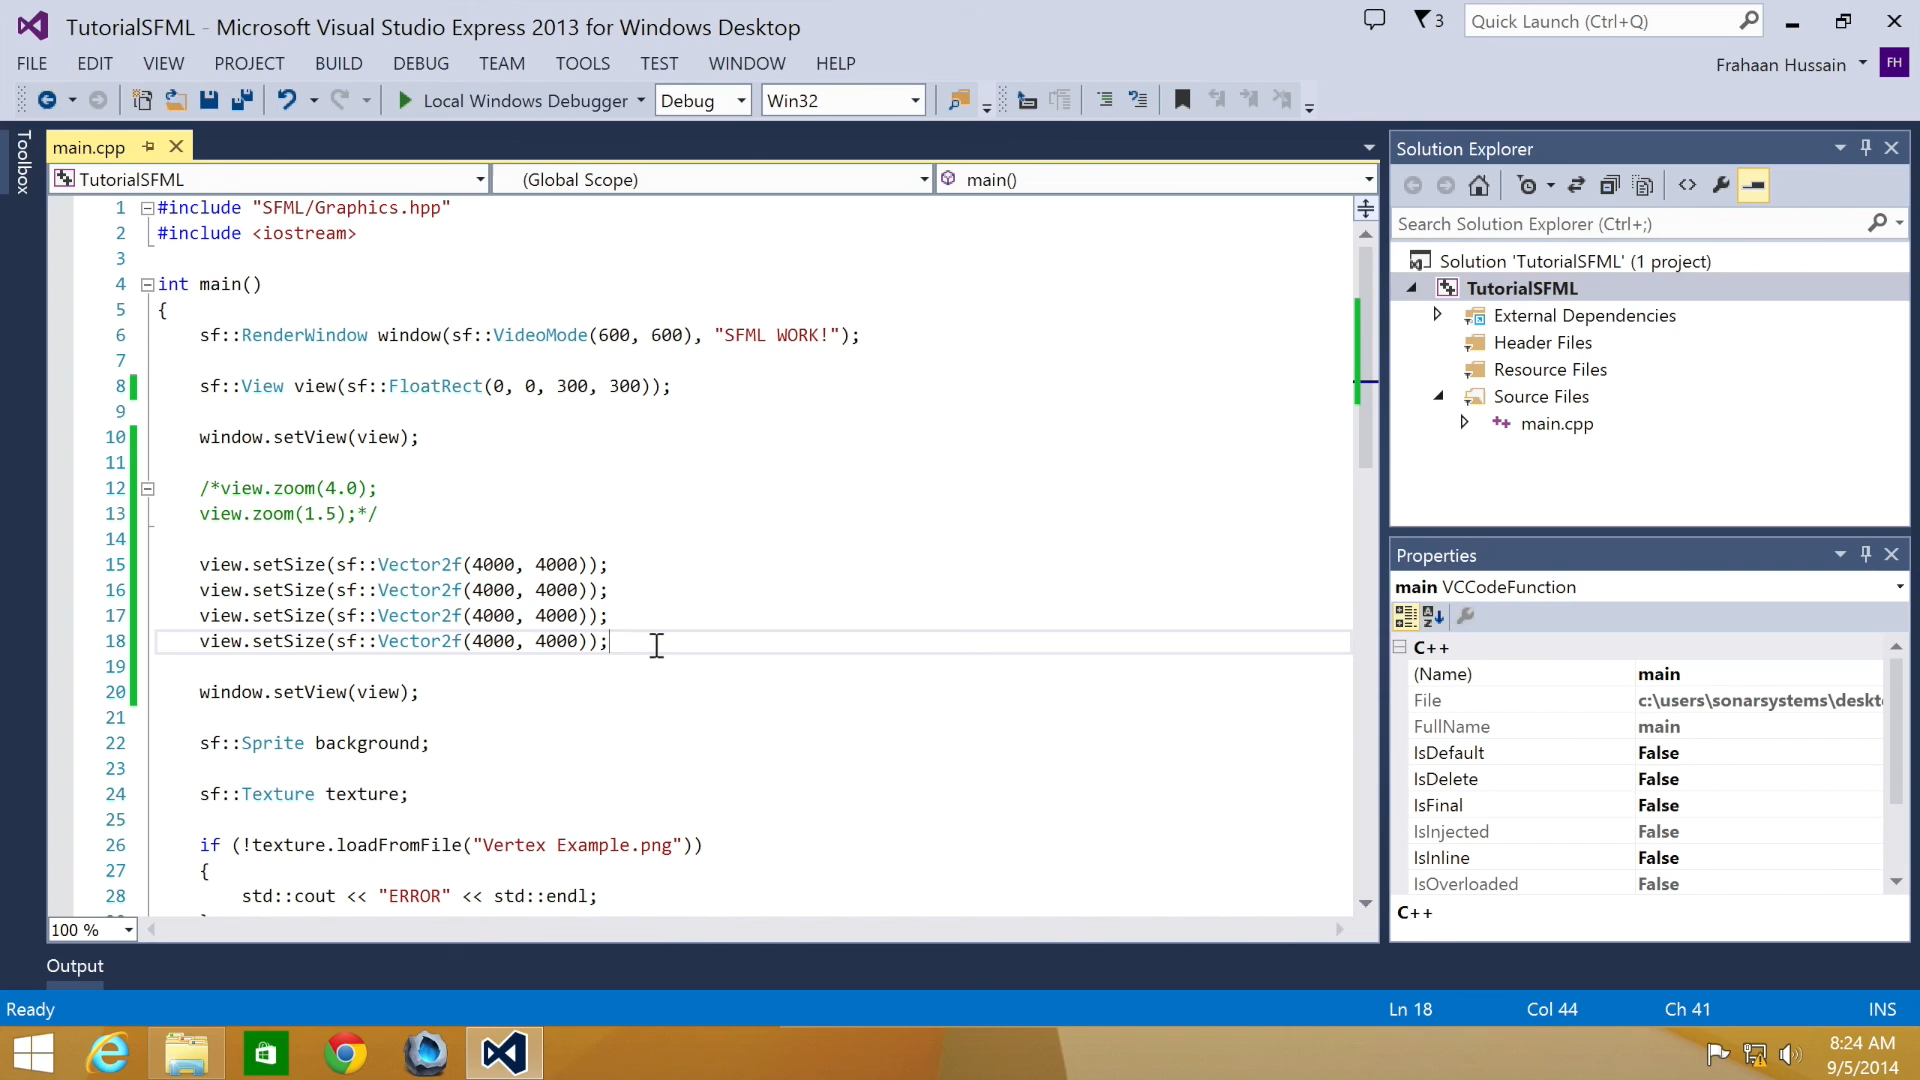 TutorialSFML - Microsoft Visual Studio Express 2013 for Windows Desktop
3
Quick Launch (Ctrl+Q)
FILE EDIT VIEW PROJECT BUILD DEBUG TEAM TOOLS TEST WINDOW HELP
Frahaan Hussain FH
Local Windows Debugger Debug Win32
Toolbox
main.cpp
TutorialSFML (Global Scope) main()
1 #include "SFML/Graphics.hpp"
2 #include <iostream>
3
4 int main()
5 {
6 sf::RenderWindow window(sf::VideoMode(600, 600), "SFML WORK!");
7
8 sf::View view(sf::FloatRect(0, 0, 300, 300));
9
10 window.setView(view);
11
12 /*view.zoom(4.0);
13 view.zoom(1.5);*/
14
15 view.setSize(sf::Vector2f(4000, 4000));
16 view.setSize(sf::Vector2f(4000, 4000));
17 view.setSize(sf::Vector2f(4000, 4000));
18 view.setSize(sf::Vector2f(4000, 4000));
19
20 window.setView(view);
21
22 sf::Sprite background;
23
24 sf::Texture texture;
25
26 if (!texture.loadFromFile("Vertex Example.png"))
27 {
28 std::cout << "ERROR" << std::endl;
100 %
Solution Explorer
Search Solution Explorer (Ctrl+;)
Solution 'TutorialSFML' (1 project)
TutorialSFML
External Dependencies
Header Files
Resource Files
Source Files
main.cpp
Properties
main VCCodeFunction
C++
(Name) main
File c:\users\sonarsystems\deskt
FullName main
IsDefault False
IsDelete False
IsFinal False
IsInjected False
IsInline False
IsOverloaded False
C++
Output
Ready Ln 18 Col 44 Ch 41 INS
8:24 AM
9/5/2014